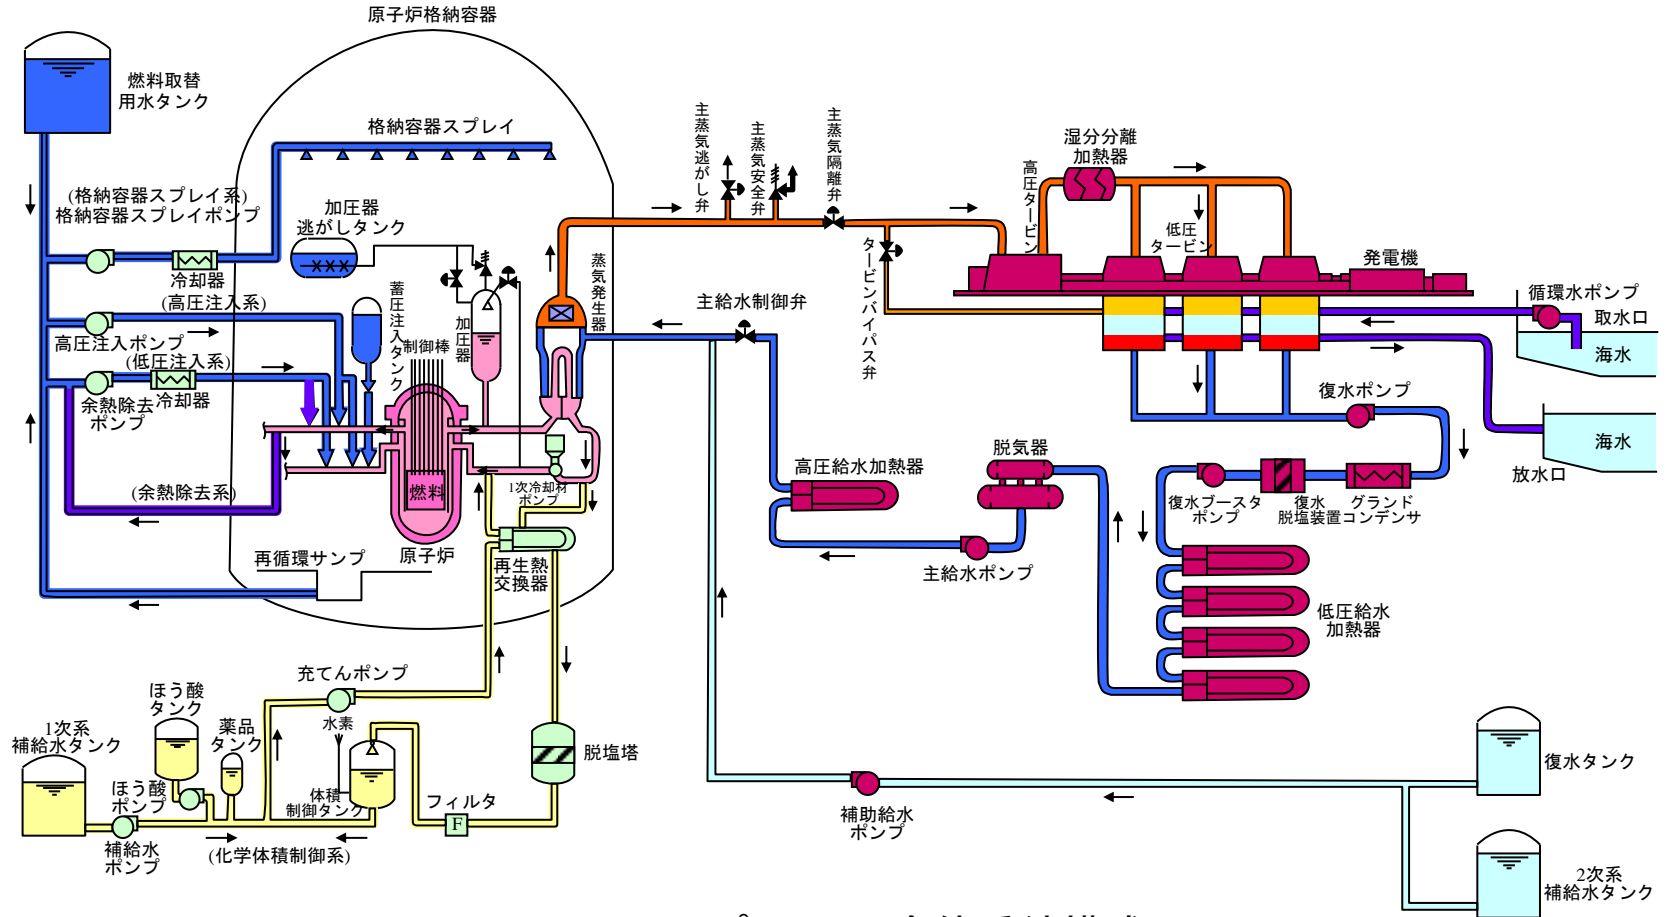 原子炉格納容器
燃料取替
用水タンク
格納容器スプレイ
(格納容器スプレイ系)
格納容器スプレイポンプ
冷却器
加圧器
逃がしタンク
(高圧注入系)
高圧注入ポンプ
(低圧注入系)
余熱除去
ポンプ
冷却器
蓄圧注入タンク
制御棒
加圧器
蒸気発生器
(余熱除去系)
燃料
原子炉
1次冷却材
ポンプ
再生熱
交換器
再循環サンプ
主蒸気逃がし弁
主蒸気安全弁
主蒸気隔離弁
タービンバイパス弁
主給水制御弁
高圧タービン
湿分分離
加熱器
低圧
タービン
発電機
循環水ポンプ
取水口
海水
復水ポンプ
海水
放水口
脱気器
高圧給水加熱器
主給水ポンプ
復水ブースタ
ポンプ
復水
脱塩装置
グランド
コンデンサ
低圧給水
加熱器
充てんポンプ
水素
ほう酸
タンク
薬品
タンク
1次系
補給水タンク
ほう酸
ポンプ
補給水
ポンプ
体積
制御タンク
(化学体積制御系)
フィルタ
F
脱塩塔
補助給水
ポンプ
復水タンク
2次系
補給水タンク